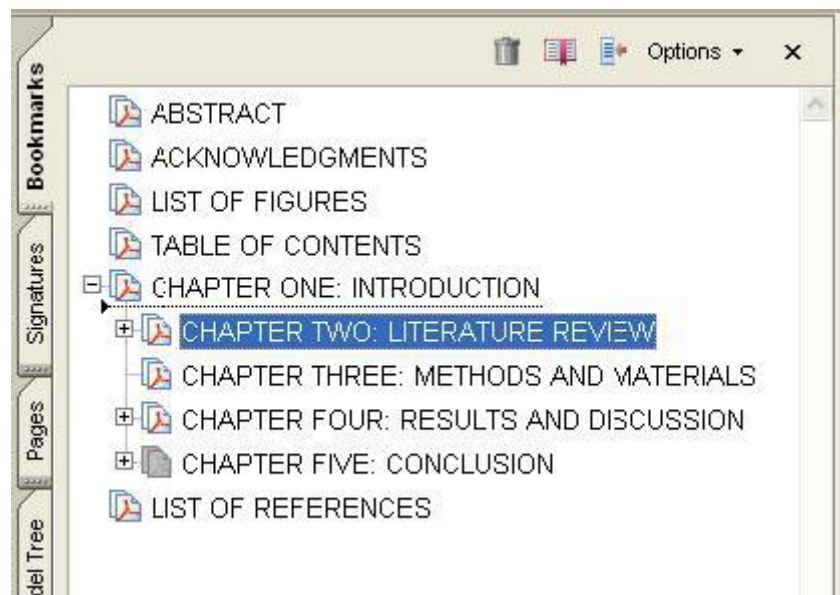 Options
Bookmarks
ABSTRACT
ACKNOWLEDGMENTS
LIST OF FIGURES
TABLE OF CONTENTS
Signatures
CHAPTER ONE: INTRODUCTION
CHAPTER TWO: LITERATURE REVIEW
CHAPTER THREE: METHODS AND MATERIALS
Pages
CHAPTER FOUR: RESULTS AND DISCUSSION
CHAPTER FIVE: CONCLUSION
LIST OF REFERENCES
del Tree